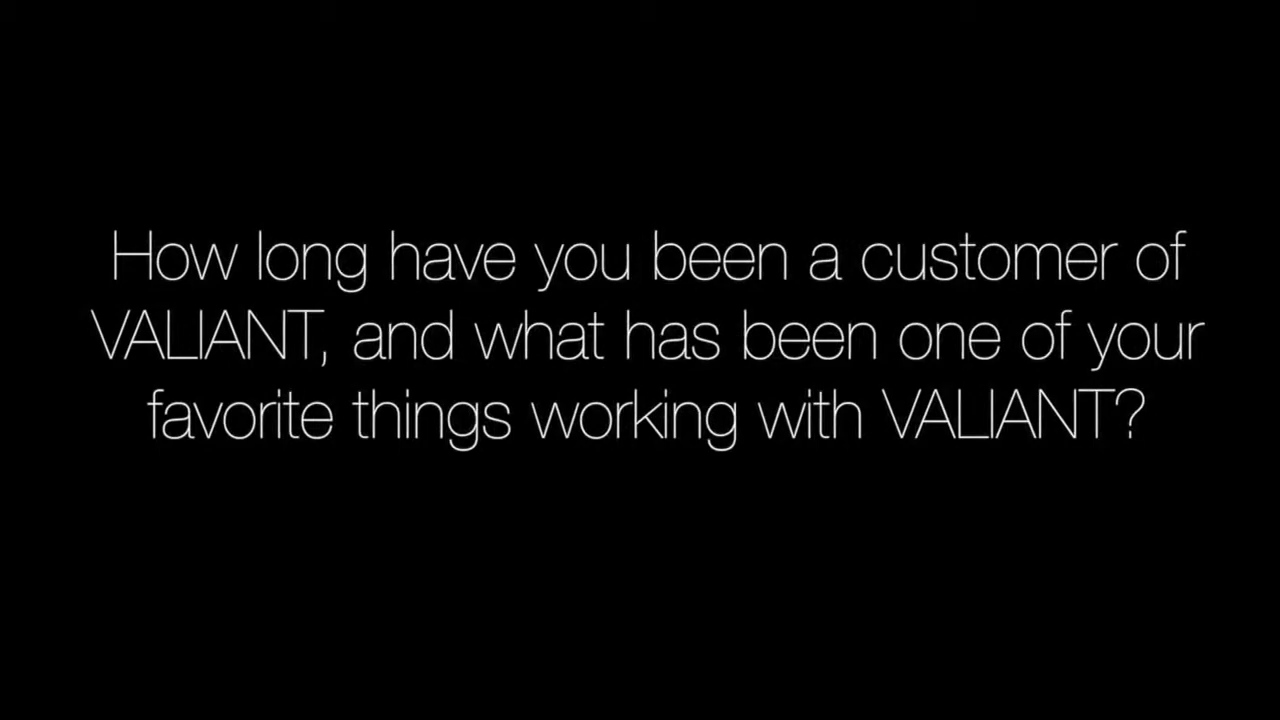 How long have you been a customer of
VALIANT, and what has been one of your
favorite things working with VALIANT?